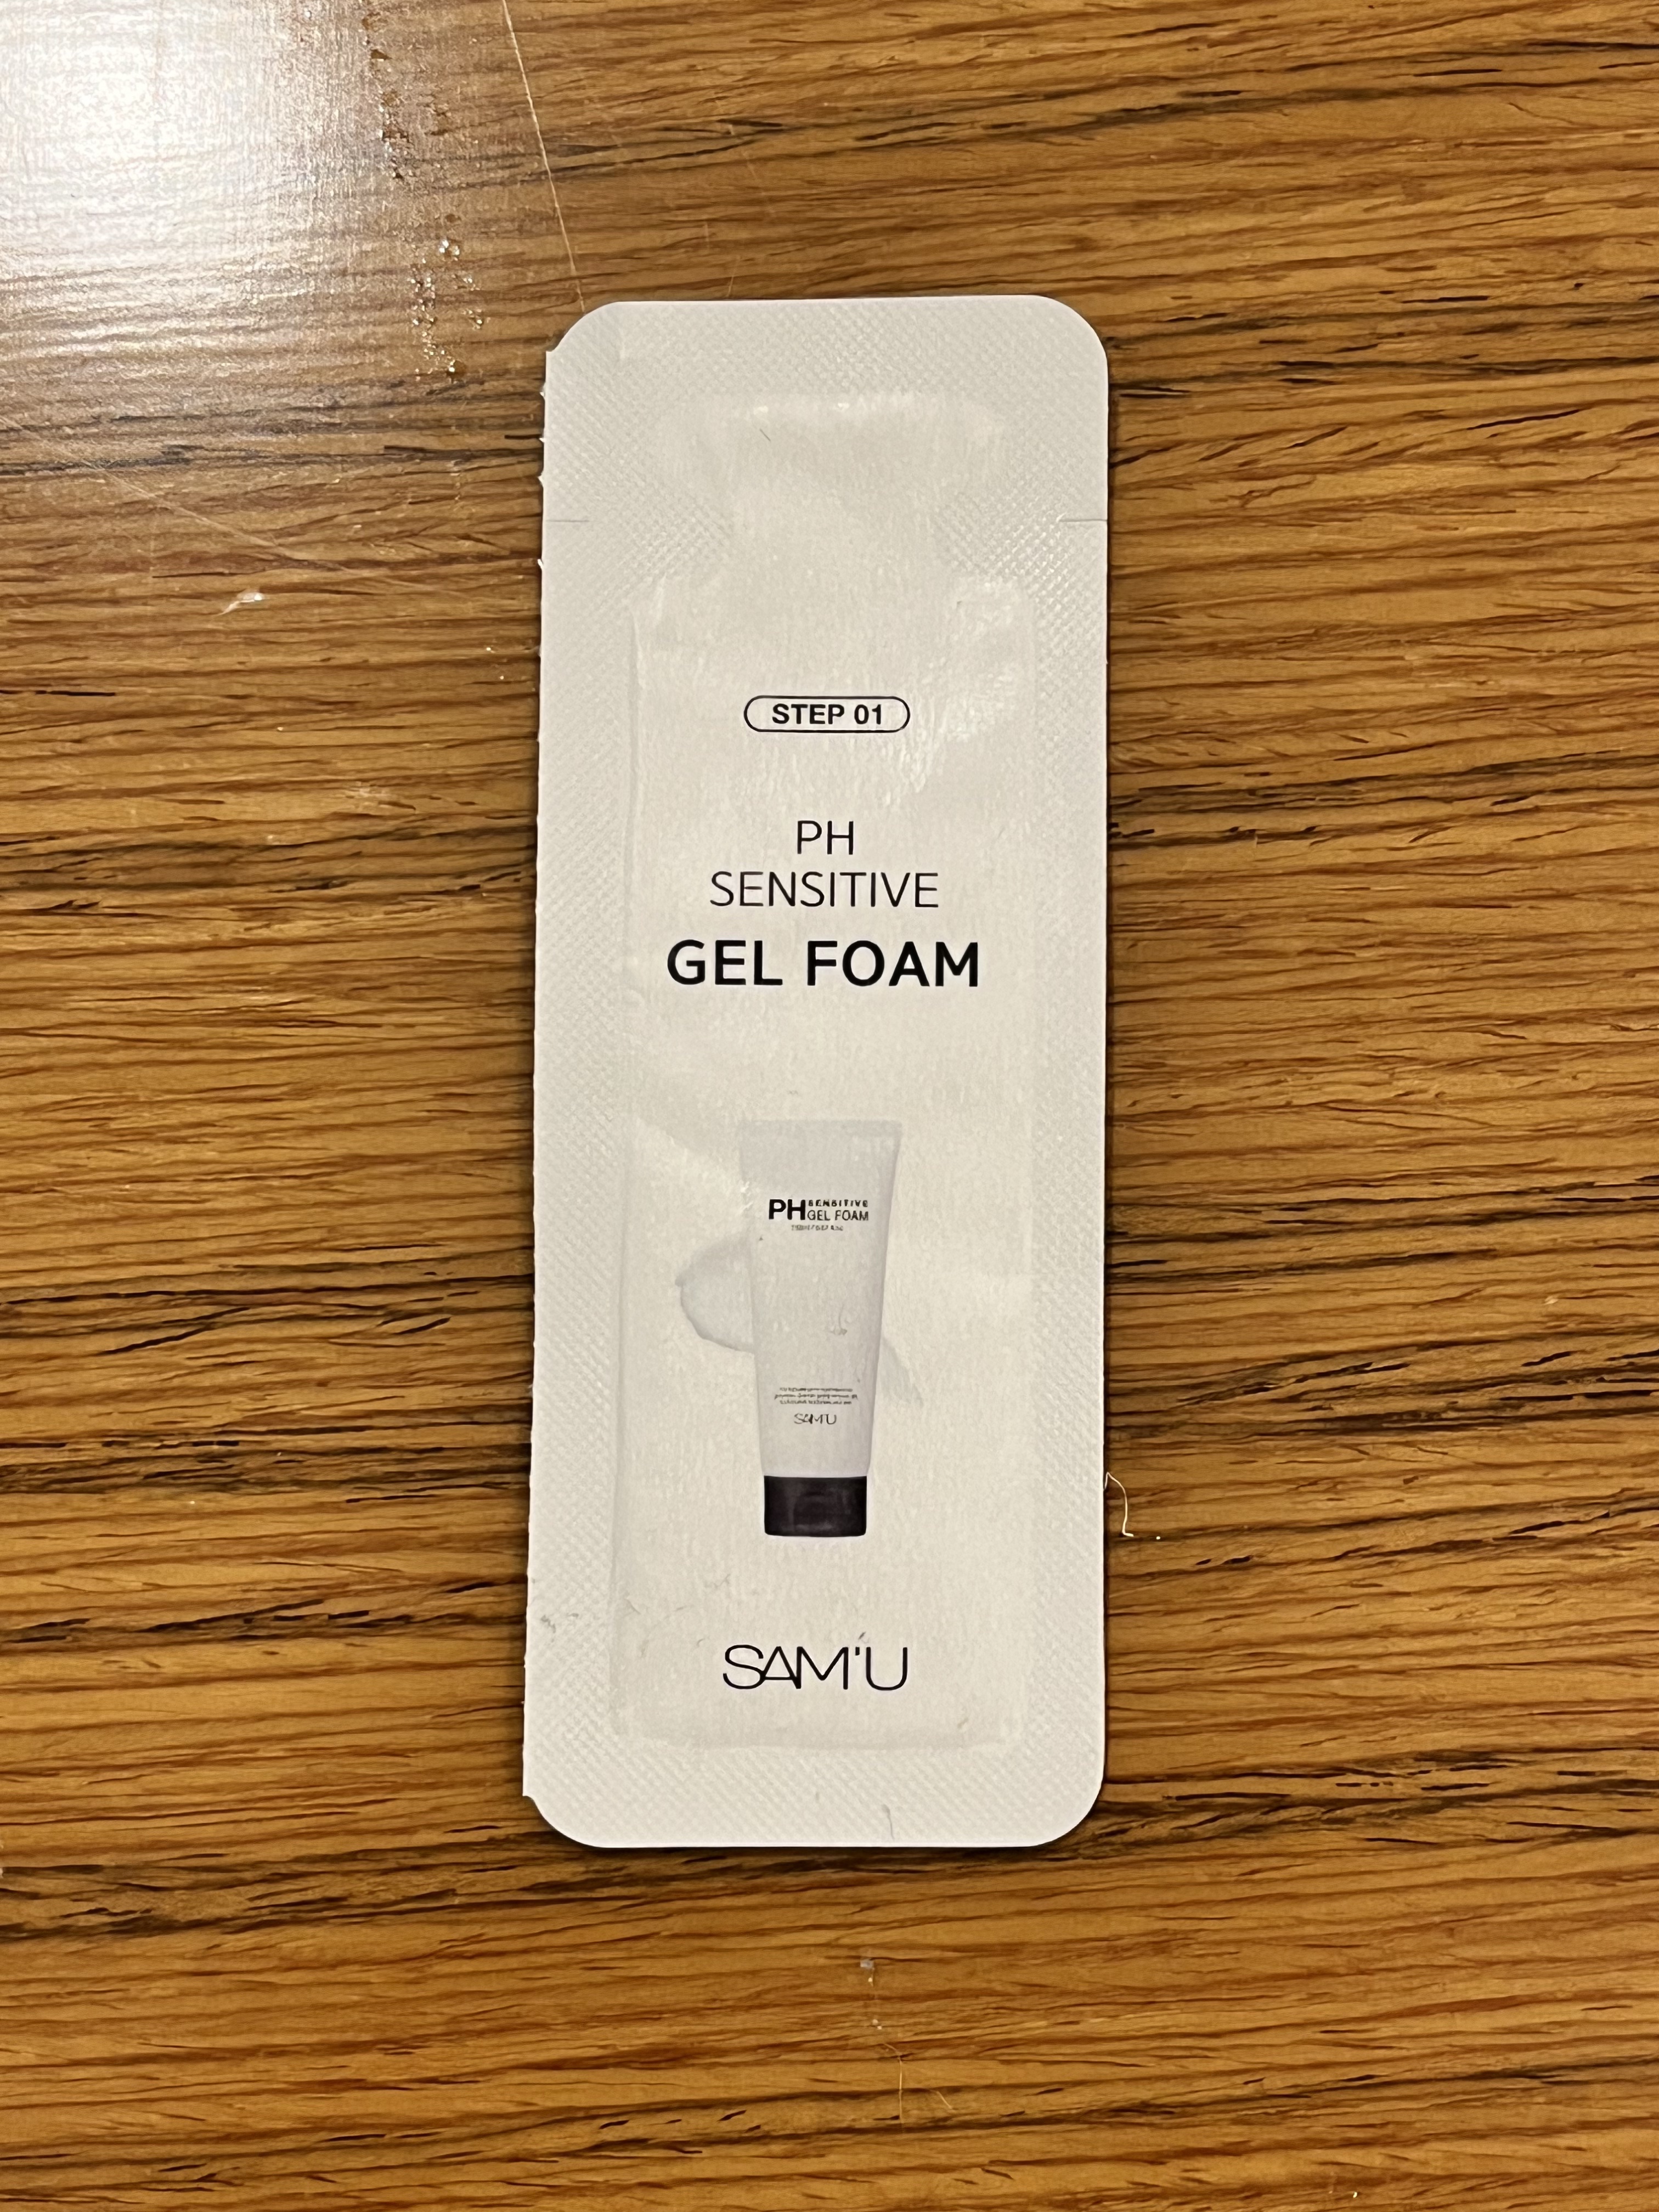 STEP 01
PH
SENSITIVE
GEL FOAM
PH SENSITIVE
GEL FOAM
SAM'U
SAM'U